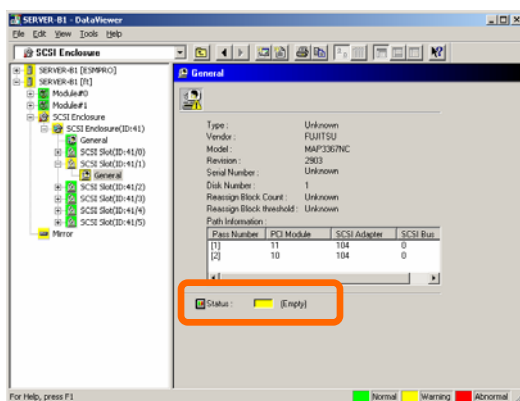 SERVER-B1 - DataViewer
File Edit View Tools Help
SCSI Enclosure
SERVER-B1 [ESMPRO]
SERVER-B1 [ft]
Module#0
Module#1
SCSI Enclosure
SCSI Enclosure(ID:41)
General
SCSI Slot(ID:41/0)
SCSI Slot(ID:41/1)
General
SCSI Slot(ID:41/2)
SCSI Slot(ID:41/3)
SCSI Slot(ID:41/4)
SCSI Slot(ID:41/5)
Mirror
General
Type : Unknown
Vendor : FUJITSU
Model : MAP3367NC
Revision : 2903
Serial Number : Unknown
Disk Number : 1
Reassign Block Count : Unknown
Reassign Block threshold : Unknown
Path Information :
Pass Number PCI Module SCSI Adapter SCSI Bus
[1] 11 104 0
[2] 10 104 0
Status : (Empty)
For Help, press F1 Normal Warning Abnormal